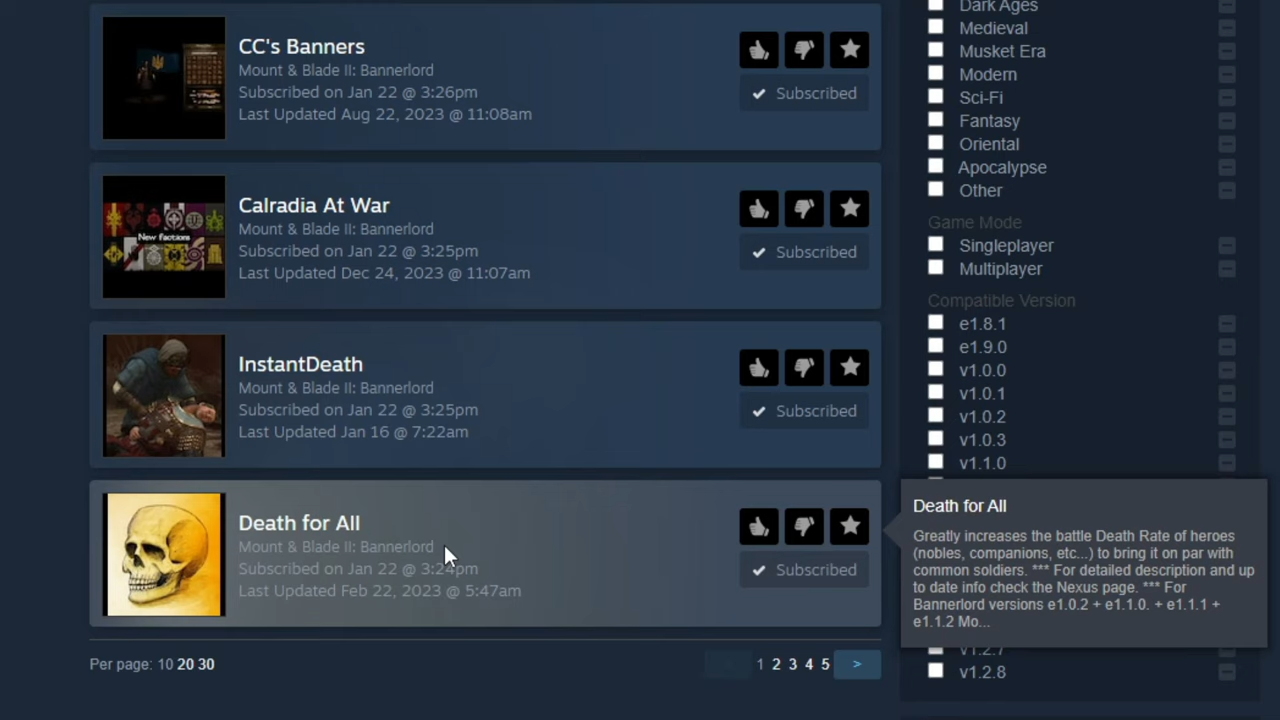 CC's Banners
Mount & Blade II: Bannerlord
Subscribed on Jan 22 @ 3:26pm
Last Updated Aug 22, 2023 @ 11:08am
Subscribed
New Factions
Calradia At War
Mount & Blade II: Bannerlord
Subscribed on Jan 22 @ 3:25pm
Last Updated Dec 24, 2023 @ 11:07am
Subscribed
InstantDeath
Mount & Blade II: Bannerlord
Subscribed on Jan 22 @ 3:25pm
Last Updated Jan 16 @ 7:22am
Subscribed
Death for All
Mount & Blade II: Bannerlord
Subscribed on Jan 22 @ 3:24pm
Last Updated Feb 22, 2023 @ 5:47am
Subscribed
Per page: 10 20 30
1 2 3 4 5 >
Dark Ages
Medieval
Musket Era
Modern
Sci-Fi
Fantasy
Oriental
Apocalypse
Other
Game Mode
Singleplayer
Multiplayer
Compatible Version
e1.8.1
e1.9.0
v1.0.0
v1.0.1
v1.0.2
v1.0.3
v1.1.0
Death for All
Greatly increases the battle Death Rate of heroes
(nobles, companions, etc...) to bring it on par with
common soldiers. *** For detailed description and up
to date info check the Nexus page. *** For
Bannerlord versions e1.0.2 + e1.1.0. + e1.1.1 +
e1.1.2 Mo...
v1.2.7
v1.2.8